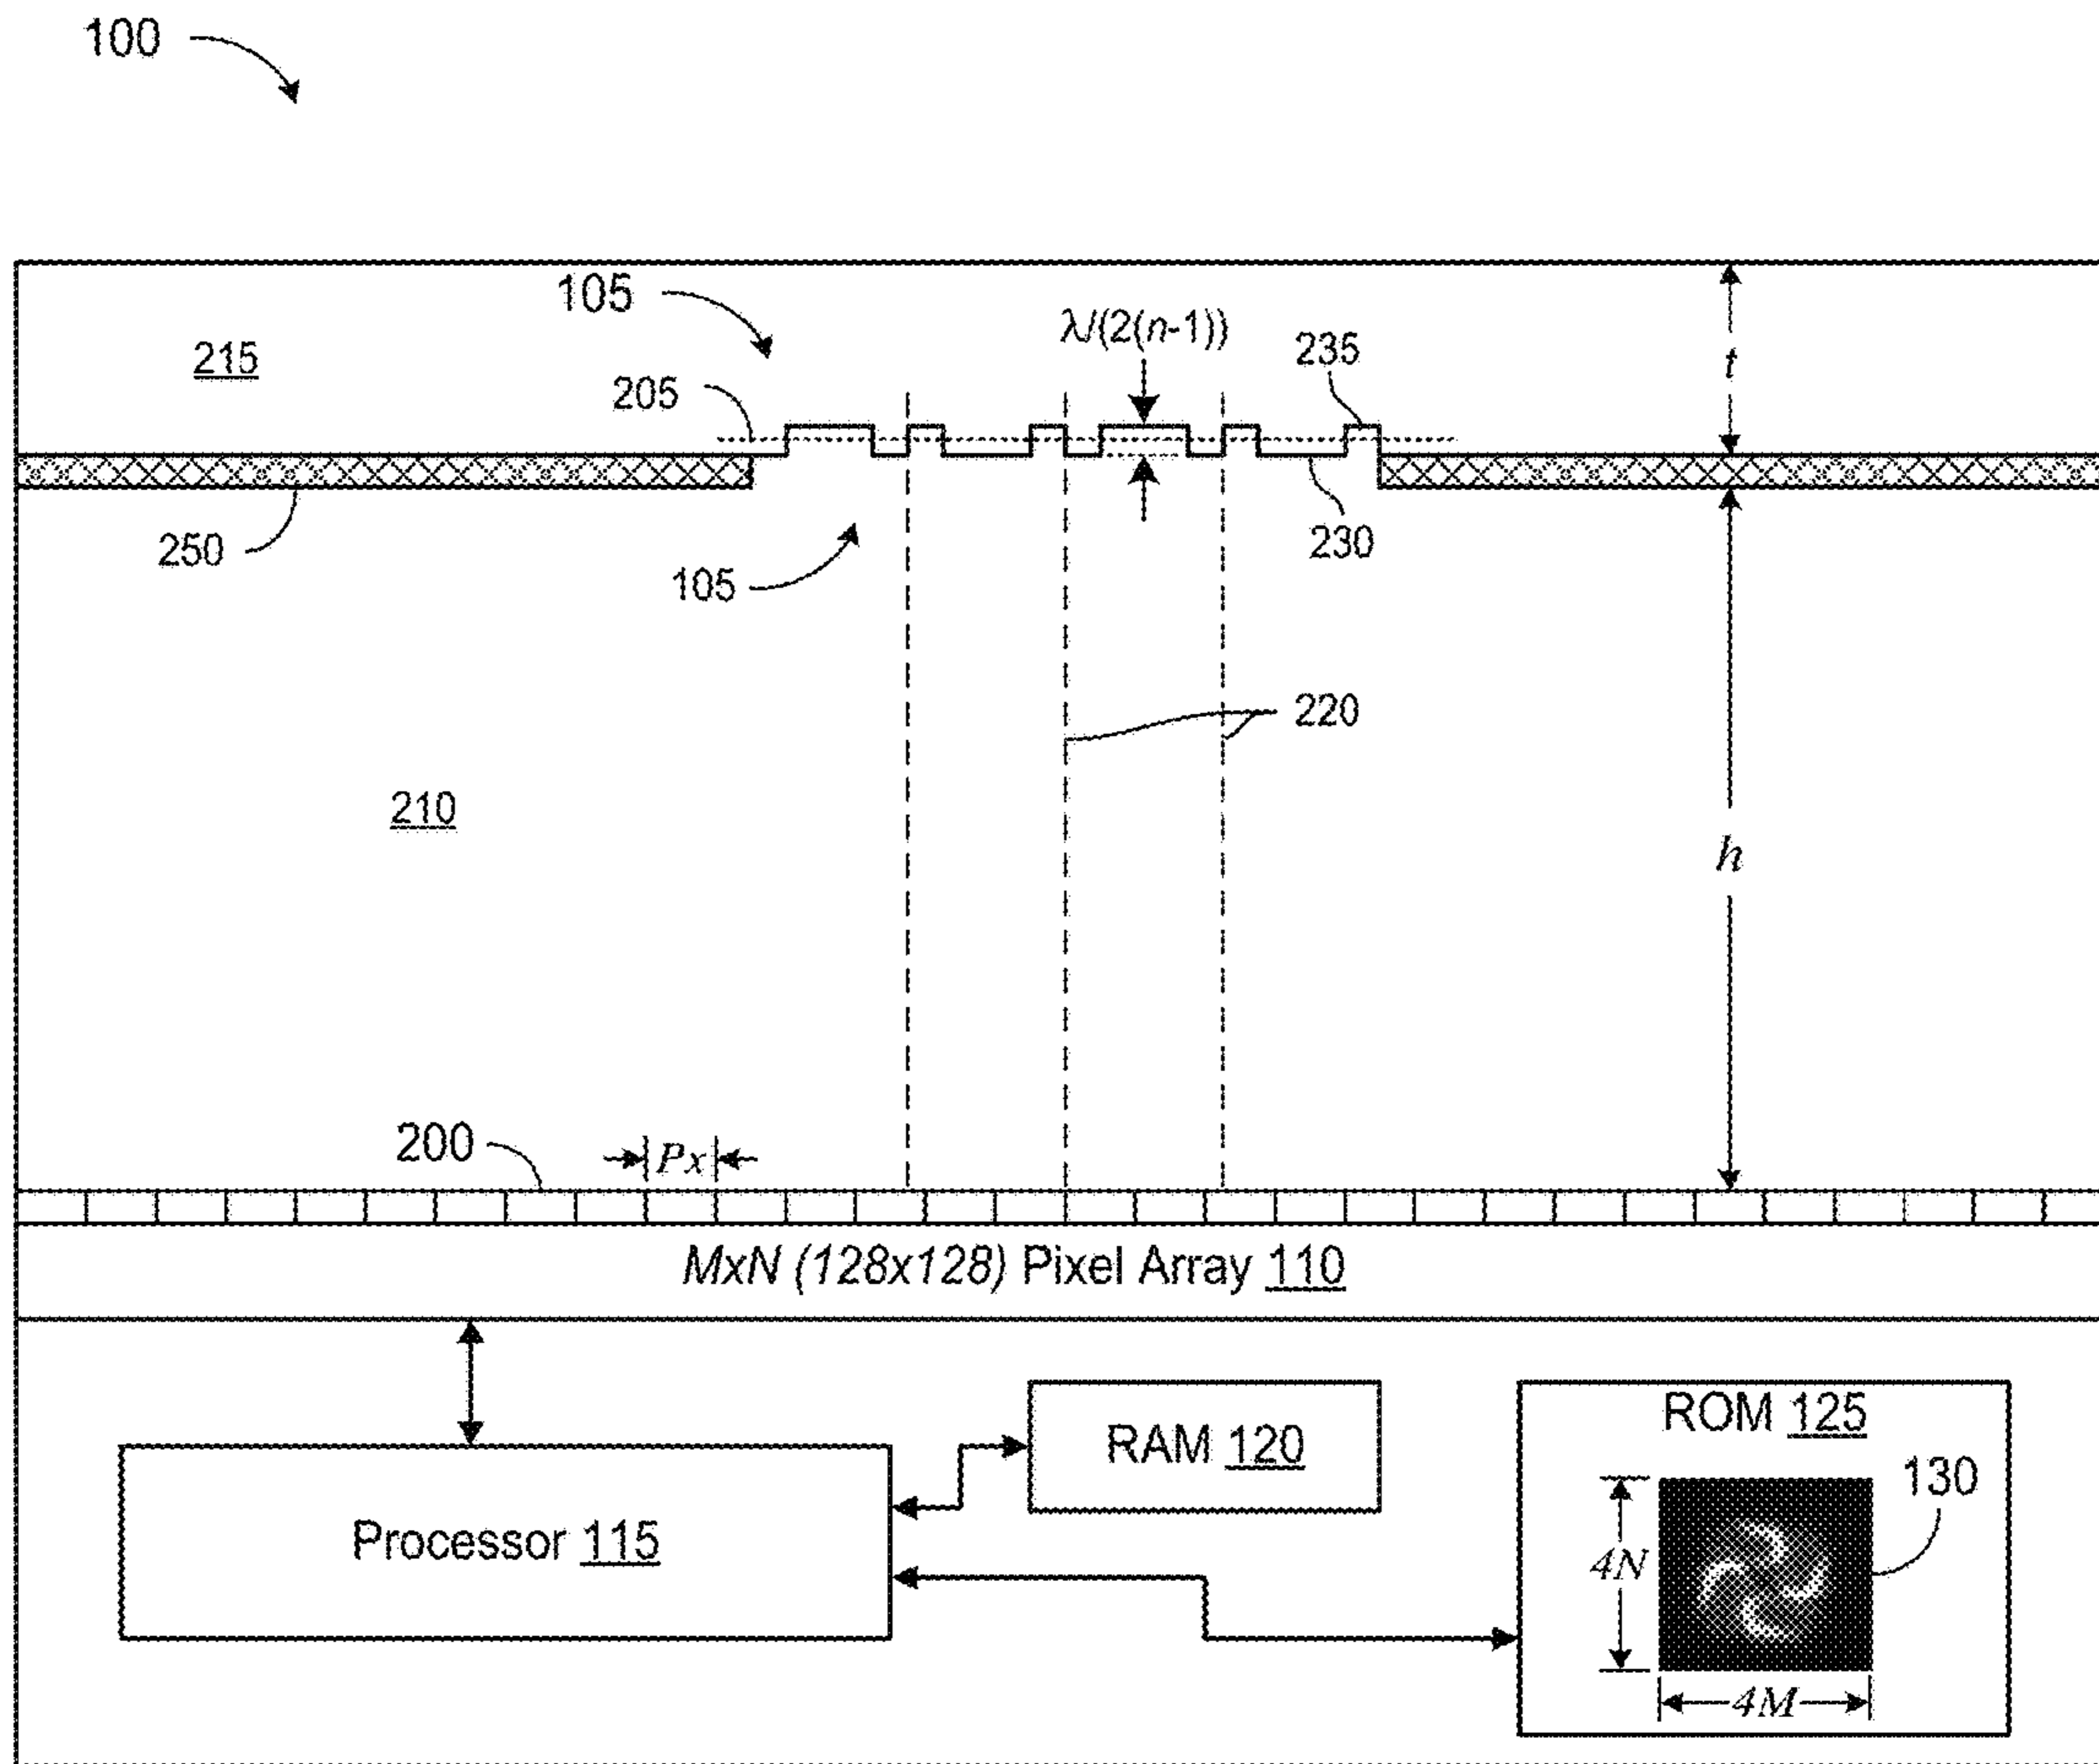 100
105
λ/(2(n-1))
235
215
t
205
250
105
230
220
h
210
200
Px
MxN (128x128) Pixel Array 110
ROM 125
RAM 120
130
Processor 115
4N
4M